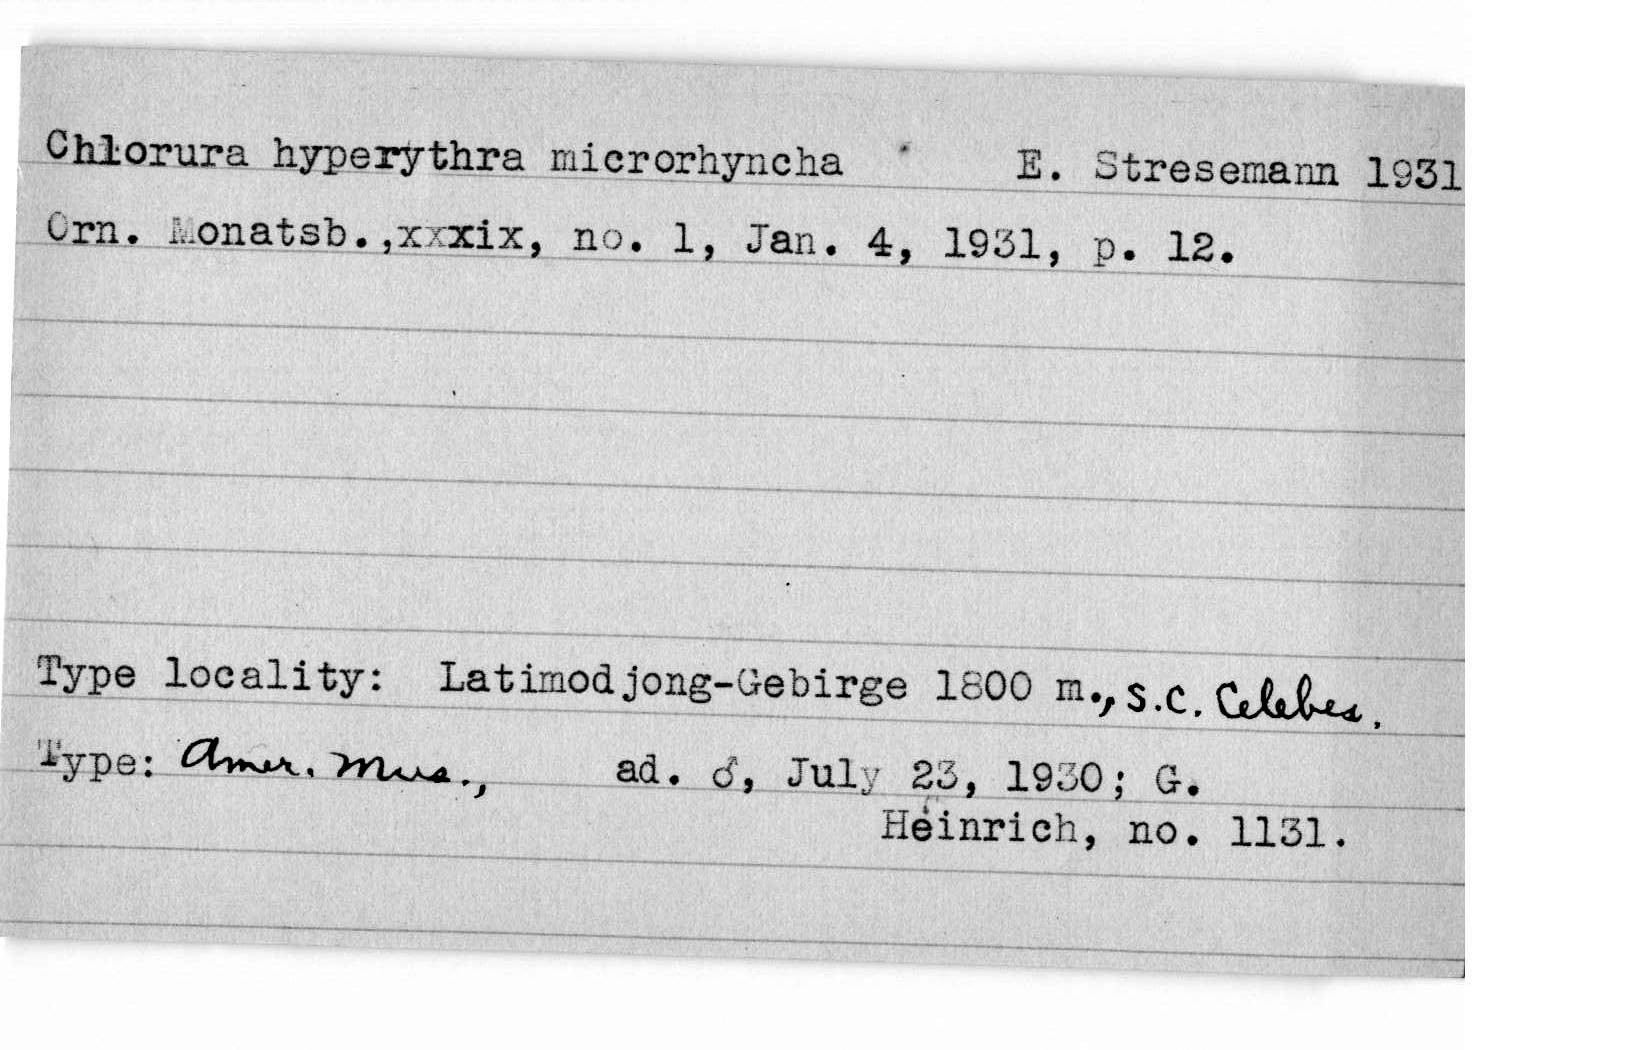 Chlorura hyperythra microrhyncha E. Stresemann 1931
Orn. Monatsb.,xxxix, no. 1, Jan. 4, 1931, p. 12.
Type locality: Latimodjong-Gebirge 1800 m., S.C. Celebes.
Type: Amer. Mus., ad. ♂, July 23, 1930; G.
Heinrich, no. 1131.